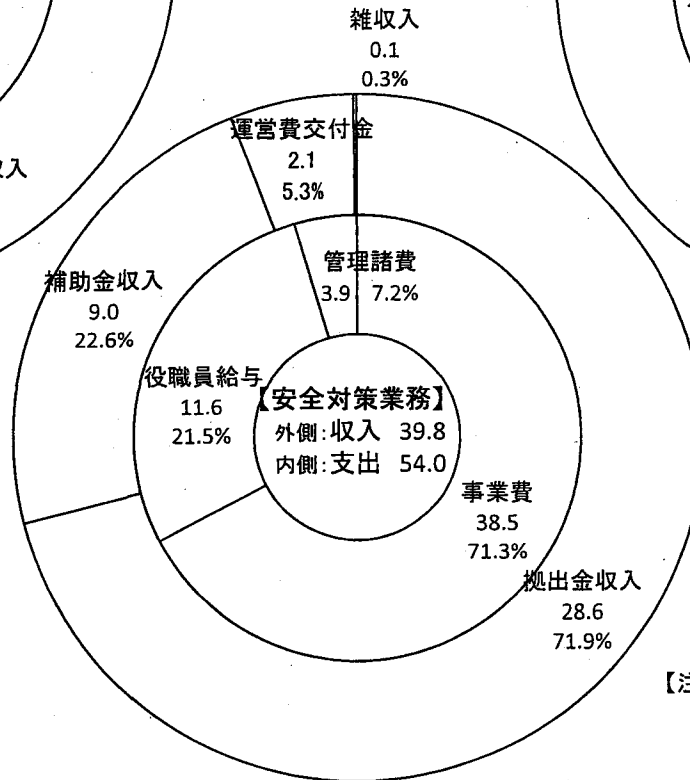 雑収入
0.1
0.3%
運営費交付金
2.1
5.3%
入
管理諸費
3.9 7.2%
補助金収入
9.0
22.6%
役職員給与
11.6
21.5%
【安全対策業務】
外側:収入 39.8
内側:支出 54.0
事業費
38.5
71.3%
拠出金収入
28.6
71.9%
【注